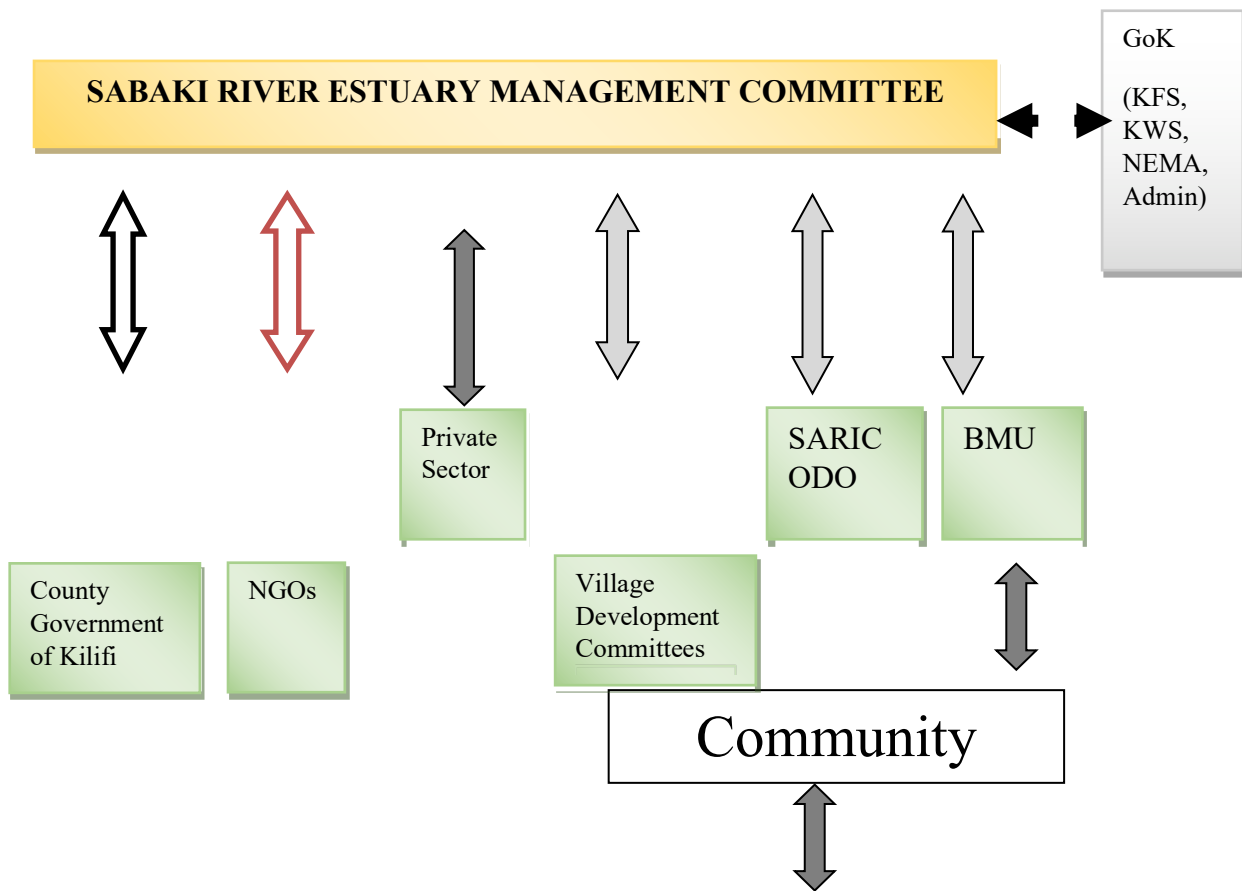 GoK
(KFS,
KWS,
NEMA,
Admin)
SABAKI RIVER ESTUARY MANAGEMENT COMMITTEE
Private
Sector
SARIC
ODO
BMU
County
Government
of Kilifi
NGOs
Village
Development
Committees
Community